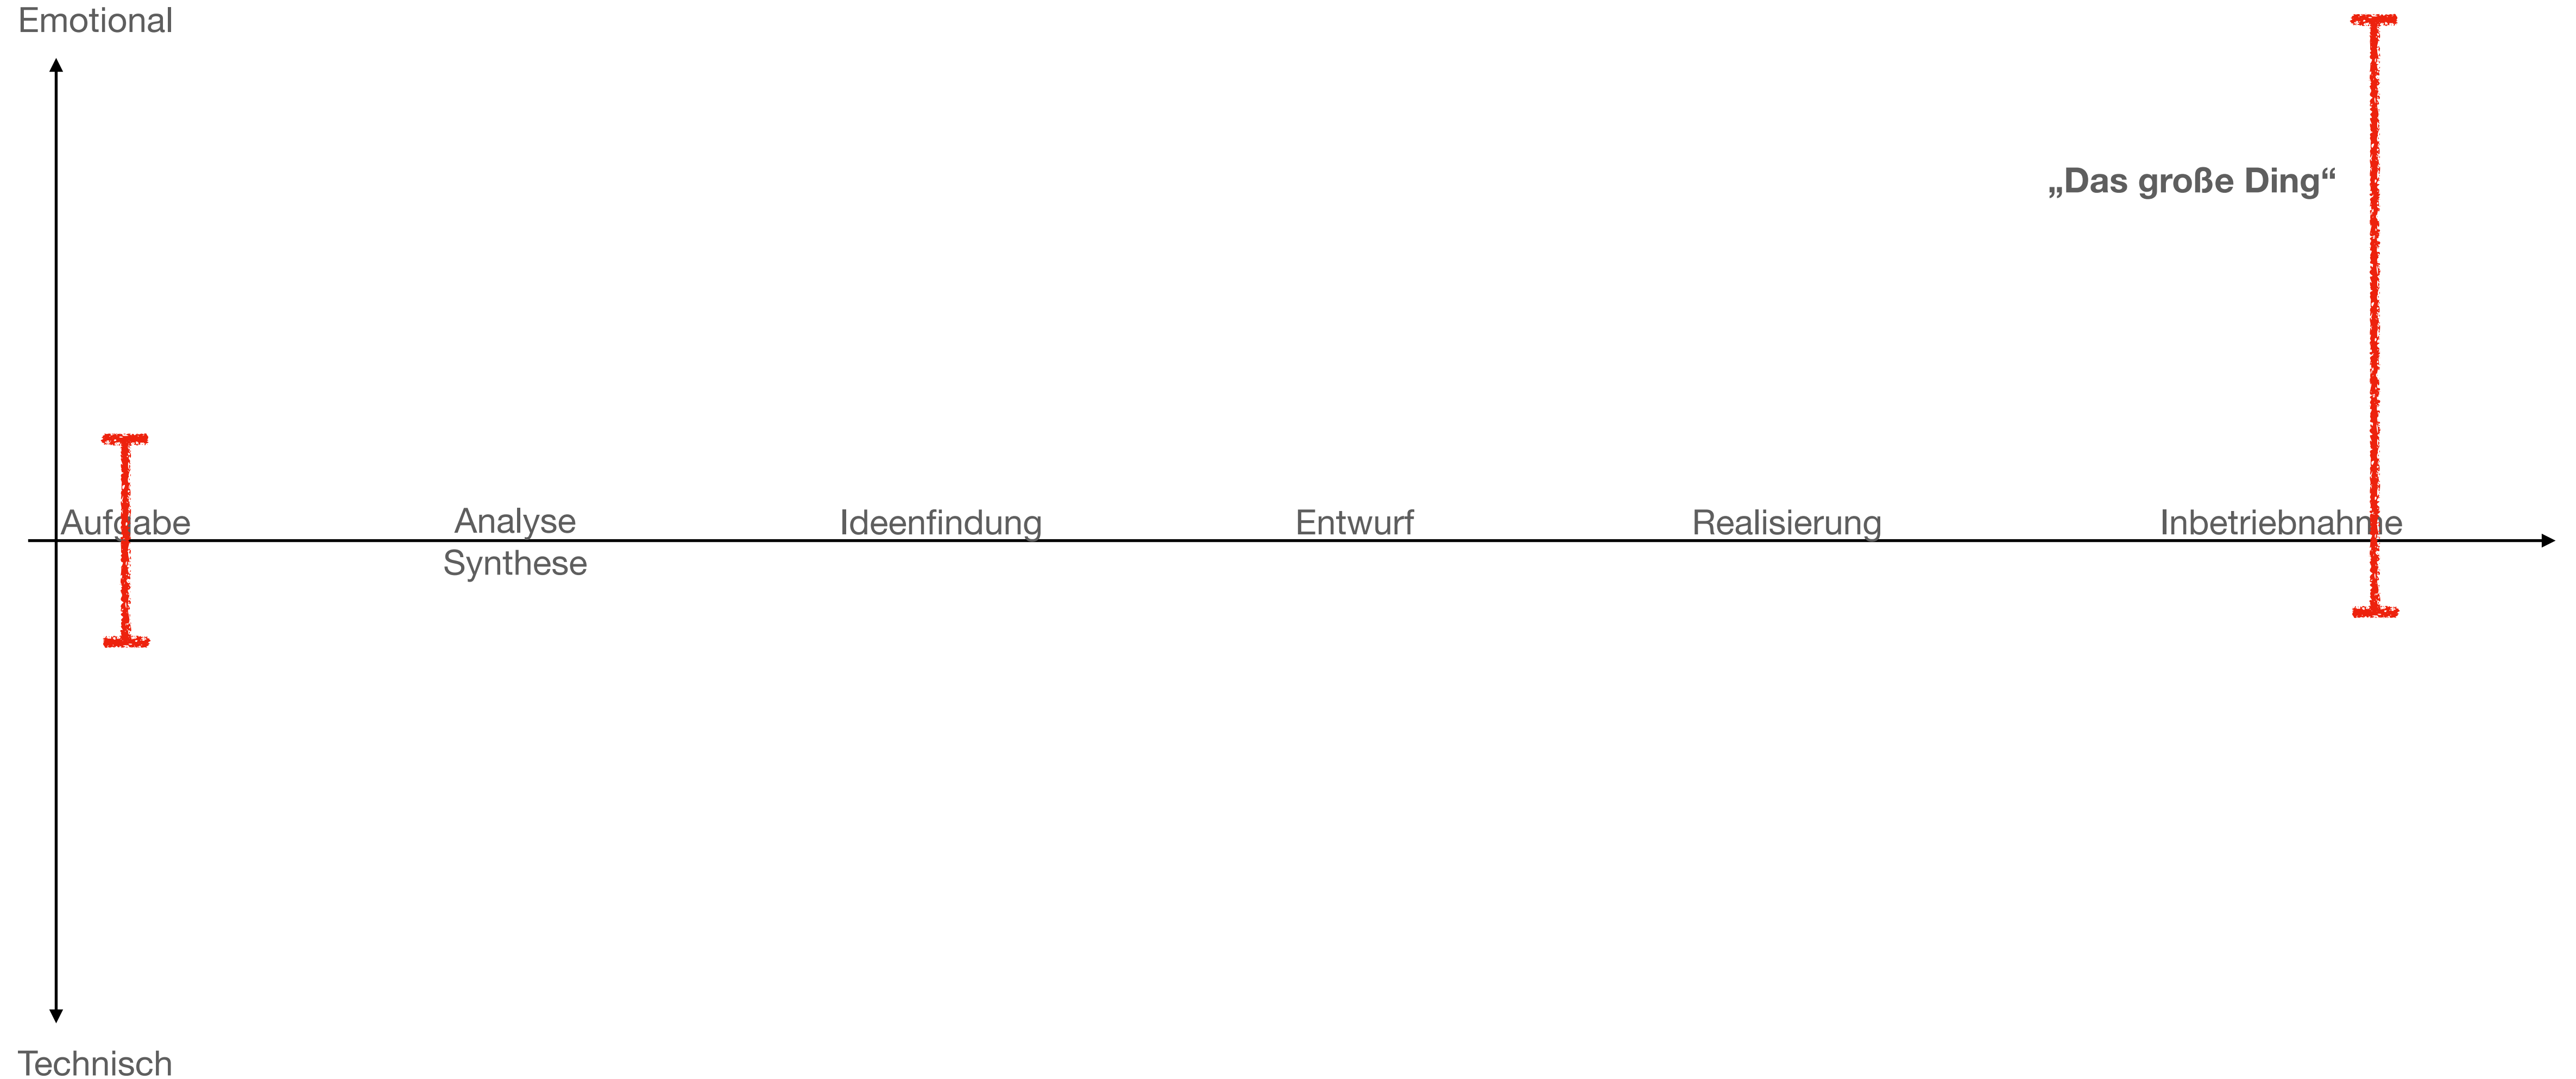 Emotional
„Das große Ding“
Aufgabe
Analyse
Ideenfindung
Entwurf
Realisierung
Inbetriebnahme
Synthese
Technisch